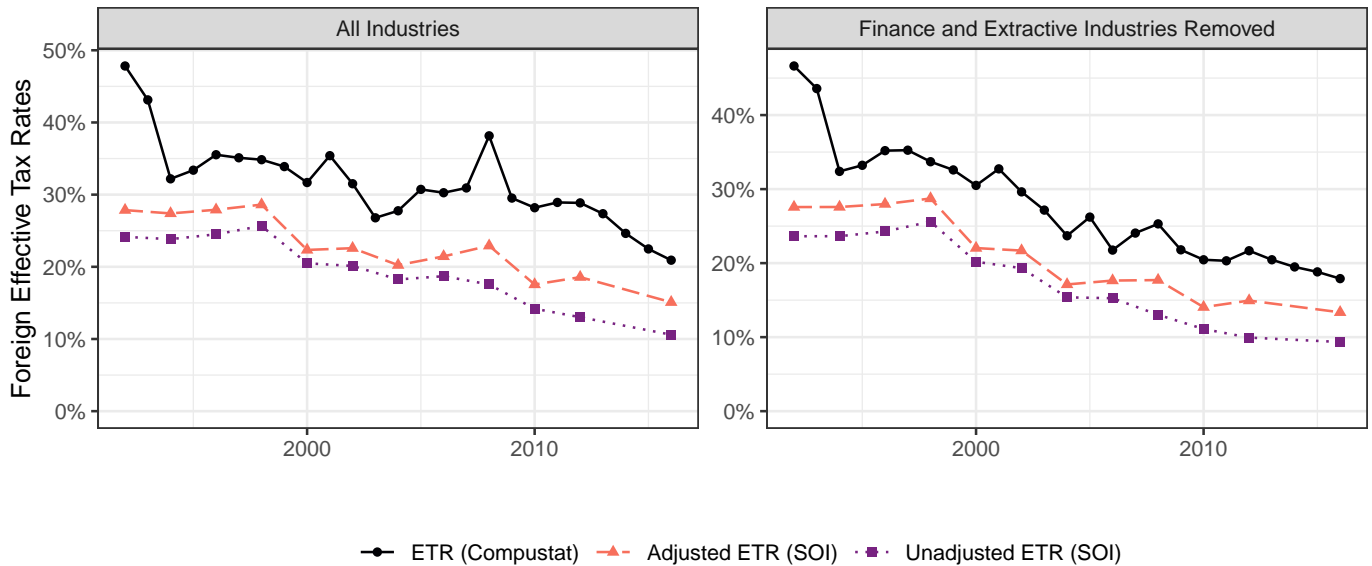 All Industries
Finance and Extractive Industries Removed
Foreign Effective Tax Rates
50%
40%
30%
20%
10%
0%
2000
2010
40%
30%
20%
10%
0%
2000
2010
ETR (Compustat)
Adjusted ETR (SOI)
Unadjusted ETR (SOI)